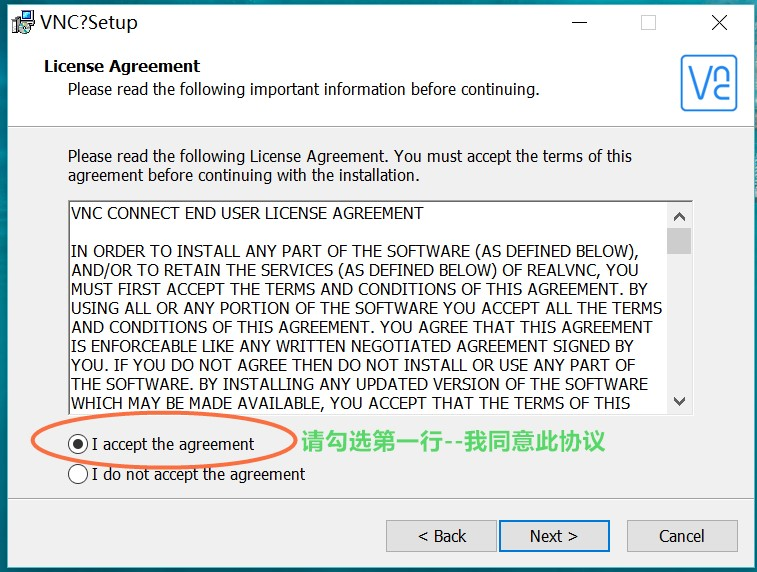 VNC?Setup
License Agreement
Please read the following important information before continuing.
VNC
Please read the following License Agreement. You must accept the terms of this
agreement before continuing with the installation.
VNC CONNECT END USER LICENSE AGREEMENT
IN ORDER TO INSTALL ANY PART OF THE SOFTWARE (AS DEFINED BELOW),
AND/OR TO RETAIN THE SERVICES (AS DEFINED BELOW) OF REALVNC, YOU
MUST FIRST ACCEPT THE TERMS AND CONDITIONS OF THIS AGREEMENT. BY
USING ALL OR ANY PORTION OF THE SOFTWARE YOU ACCEPT ALL THE TERMS
AND CONDITIONS OF THIS AGREEMENT. YOU AGREE THAT THIS AGREEMENT
IS ENFORCEABLE LIKE ANY WRITTEN NEGOTIATED AGREEMENT SIGNED BY
YOU. IF YOU DO NOT AGREE THEN DO NOT INSTALL OR USE ANY PART OF
THE SOFTWARE. BY INSTALLING ANY UPDATED VERSION OF THE SOFTWARE
WHICH MAY BE MADE AVAILABLE, YOU ACCEPT THAT THE TERMS OF THIS
I accept the agreement 请勾选第一行--我同意此协议
I do not accept the agreement
< Back Next > Cancel